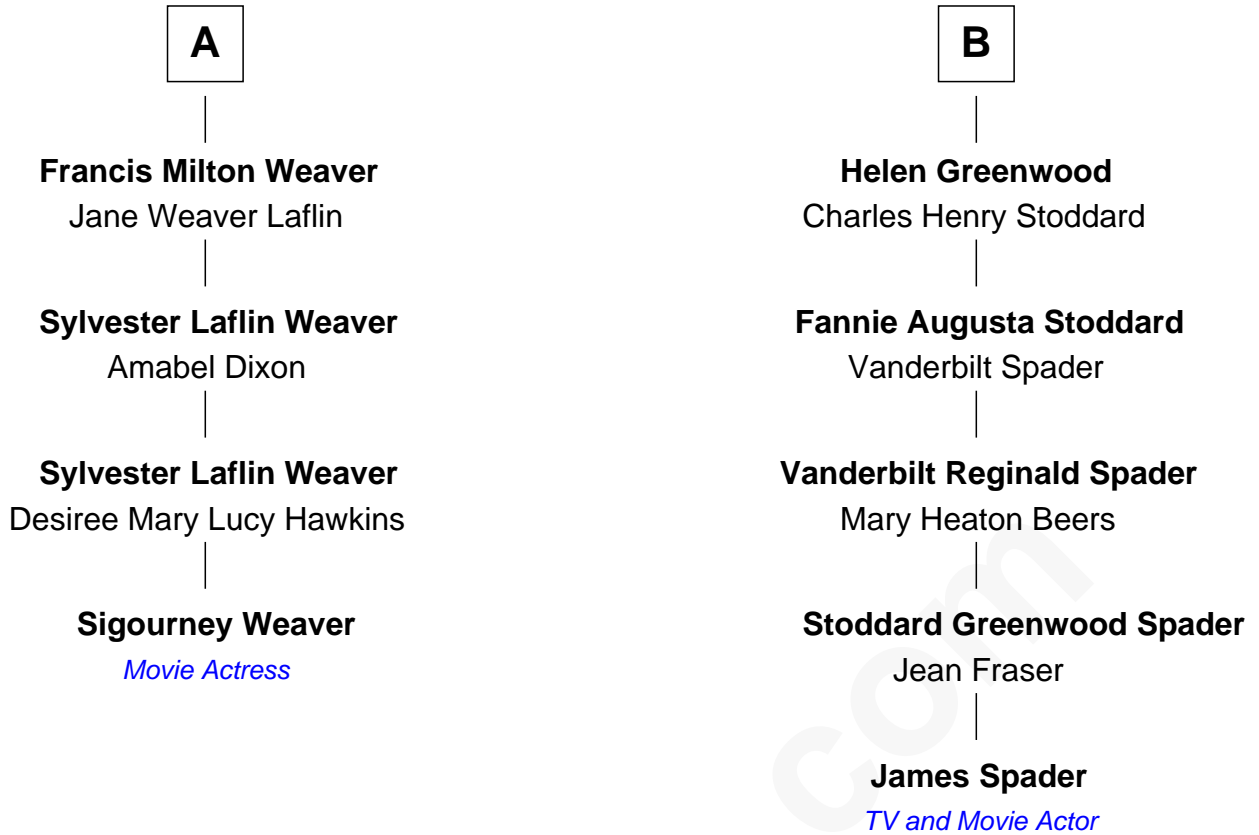 A
Francis Milton Weaver
Jane Weaver Laflin
Sylvester Laflin Weaver
Amabel Dixon
Sylvester Laflin Weaver
Desiree Mary Lucy Hawkins
Sigourney Weaver
Movie Actress
B
Helen Greenwood
Charles Henry Stoddard
Fannie Augusta Stoddard
Vanderbilt Spader
Vanderbilt Reginald Spader
Mary Heaton Beers
Stoddard Greenwood Spader
Jean Fraser
James Spader
TV and Movie Actor
com